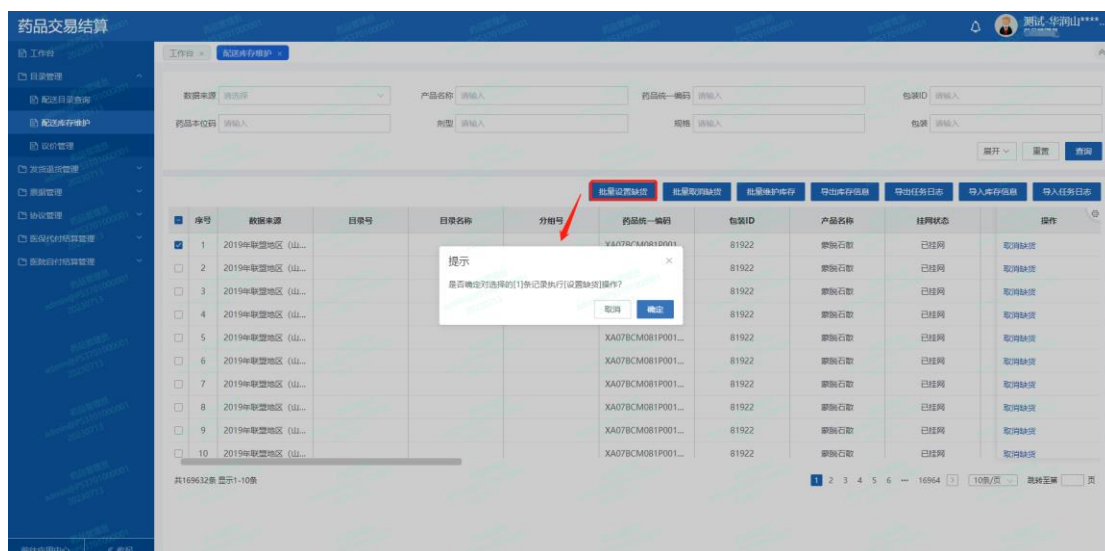 药品交易结算
测试-华润山****...
工作台
目录管理
配送目录查询
配送库存维护
议价管理
发货退货管理
票据管理
协议管理
医保代付结算管理
医院自付结算管理
工作台 ×
配送库存维护 ×
数据来源 请选择
产品名称 请输入
药品统一编码 请输入
包装ID 请输入
药品本位码 请输入
剂型 请输入
规格 请输入
包装 请输入
展开 重置 查询
批量设置缺货 批量取消缺货 批量维护库存 导出库存信息 导出任务日志 导入库存信息 导入任务日志
序号 数据来源 目录号 目录名称 分组号 药品统一编码 包装ID 产品名称 挂网状态 操作
1 2019年联盟地区（山... XA07BCM081P001... 81922 蒙脱石散 已挂网 取消缺货
2 2019年联盟地区（山... 81922 蒙脱石散 已挂网 取消缺货
3 2019年联盟地区（山... 81922 蒙脱石散 已挂网 取消缺货
4 2019年联盟地区（山... 81922 蒙脱石散 已挂网 取消缺货
5 2019年联盟地区（山... XA07BCM081P001... 81922 蒙脱石散 已挂网 取消缺货
6 2019年联盟地区（山... XA07BCM081P001... 81922 蒙脱石散 已挂网 取消缺货
7 2019年联盟地区（山... XA07BCM081P001... 81922 蒙脱石散 已挂网 取消缺货
8 2019年联盟地区（山... XA07BCM081P001... 81922 蒙脱石散 已挂网 取消缺货
9 2019年联盟地区（山... XA07BCM081P001... 81922 蒙脱石散 已挂网 取消缺货
10 2019年联盟地区（山... XA07BCM081P001... 81922 蒙脱石散 已挂网 取消缺货
提示 ×
是否确定对选择的[1]条记录执行[设置缺货]操作?
取消 确定
共169632条 显示1-10条
1 2 3 4 5 6 ··· 16964 > 10条/页 跳转至第 页